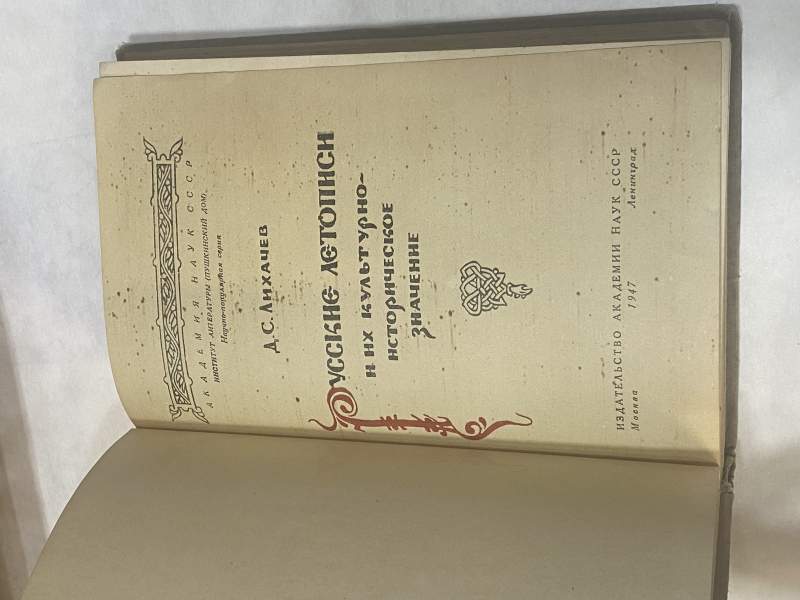 АКАДЕМИЯ НАУК СССР
ИНСТИТУТ ЛИТЕРАТУРЫ (ПУШКИНСКИЙ ДОМ)
Научно-популярная серия
Д. С. ЛИХАЧЕВ
РУССКИЕ ЛЕТОПИСИ
И ИХ КУЛЬТУРНО-
ИСТОРИЧЕСКОЕ
ЗНАЧЕНИЕ
ИЗДАТЕЛЬСТВО АКАДЕМИИ НАУК СССР
Москва 1947 Ленинград